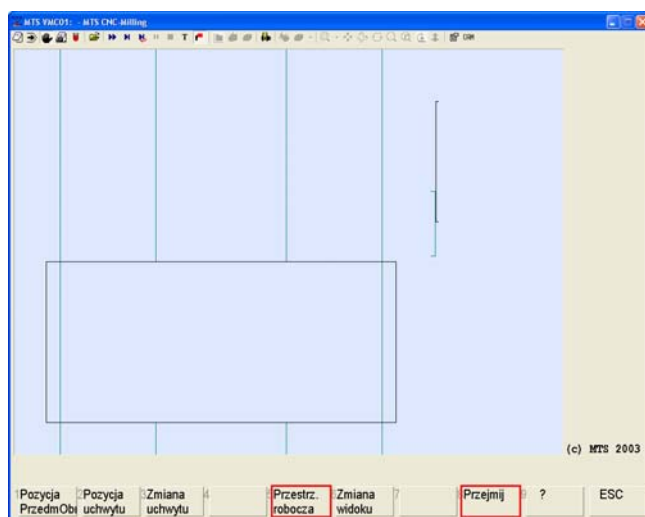 MTS VMC01: - MTS CNC-Milling
T
(c) MTS 2003
1 Pozycja PrzedmObr
2 Pozycja uchwytu
3 Zmiana uchwytu
4
5 Przestrz. robocza
6 Zmiana widoku
7
8 Przejmij
9 ?
ESC